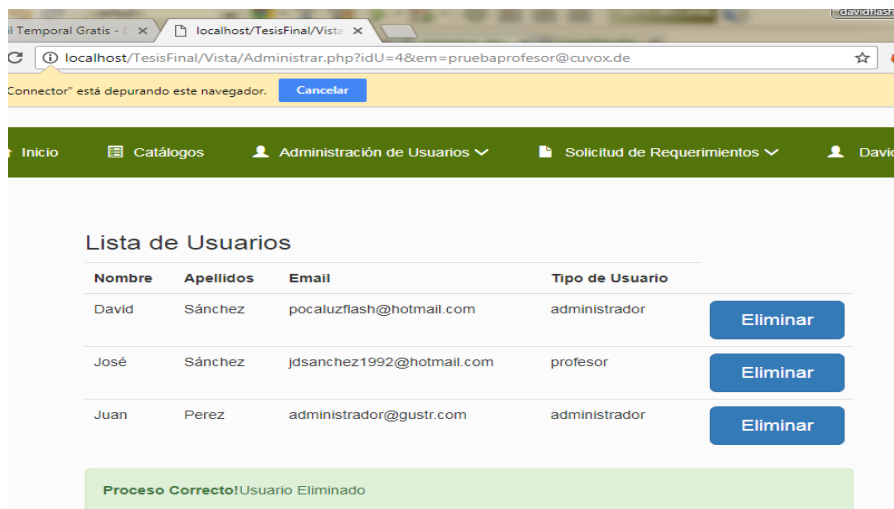 davidflash
il Temporal Gratis - localhost/TesisFinal/Vista
localhost/TesisFinal/Vista/Administrar.php?idU=4&em=pruebaprofesor@cuvox.de
Connector" está depurando este navegador. Cancelar
Inicio Catálogos Administración de Usuarios Solicitud de Requerimientos David
Lista de Usuarios
Nombre Apellidos Email Tipo de Usuario
David Sánchez pocaluzflash@hotmail.com administrador Eliminar
José Sánchez jdsanchez1992@hotmail.com profesor Eliminar
Juan Perez administrador@gustr.com administrador Eliminar
Proceso Correcto!Usuario Eliminado